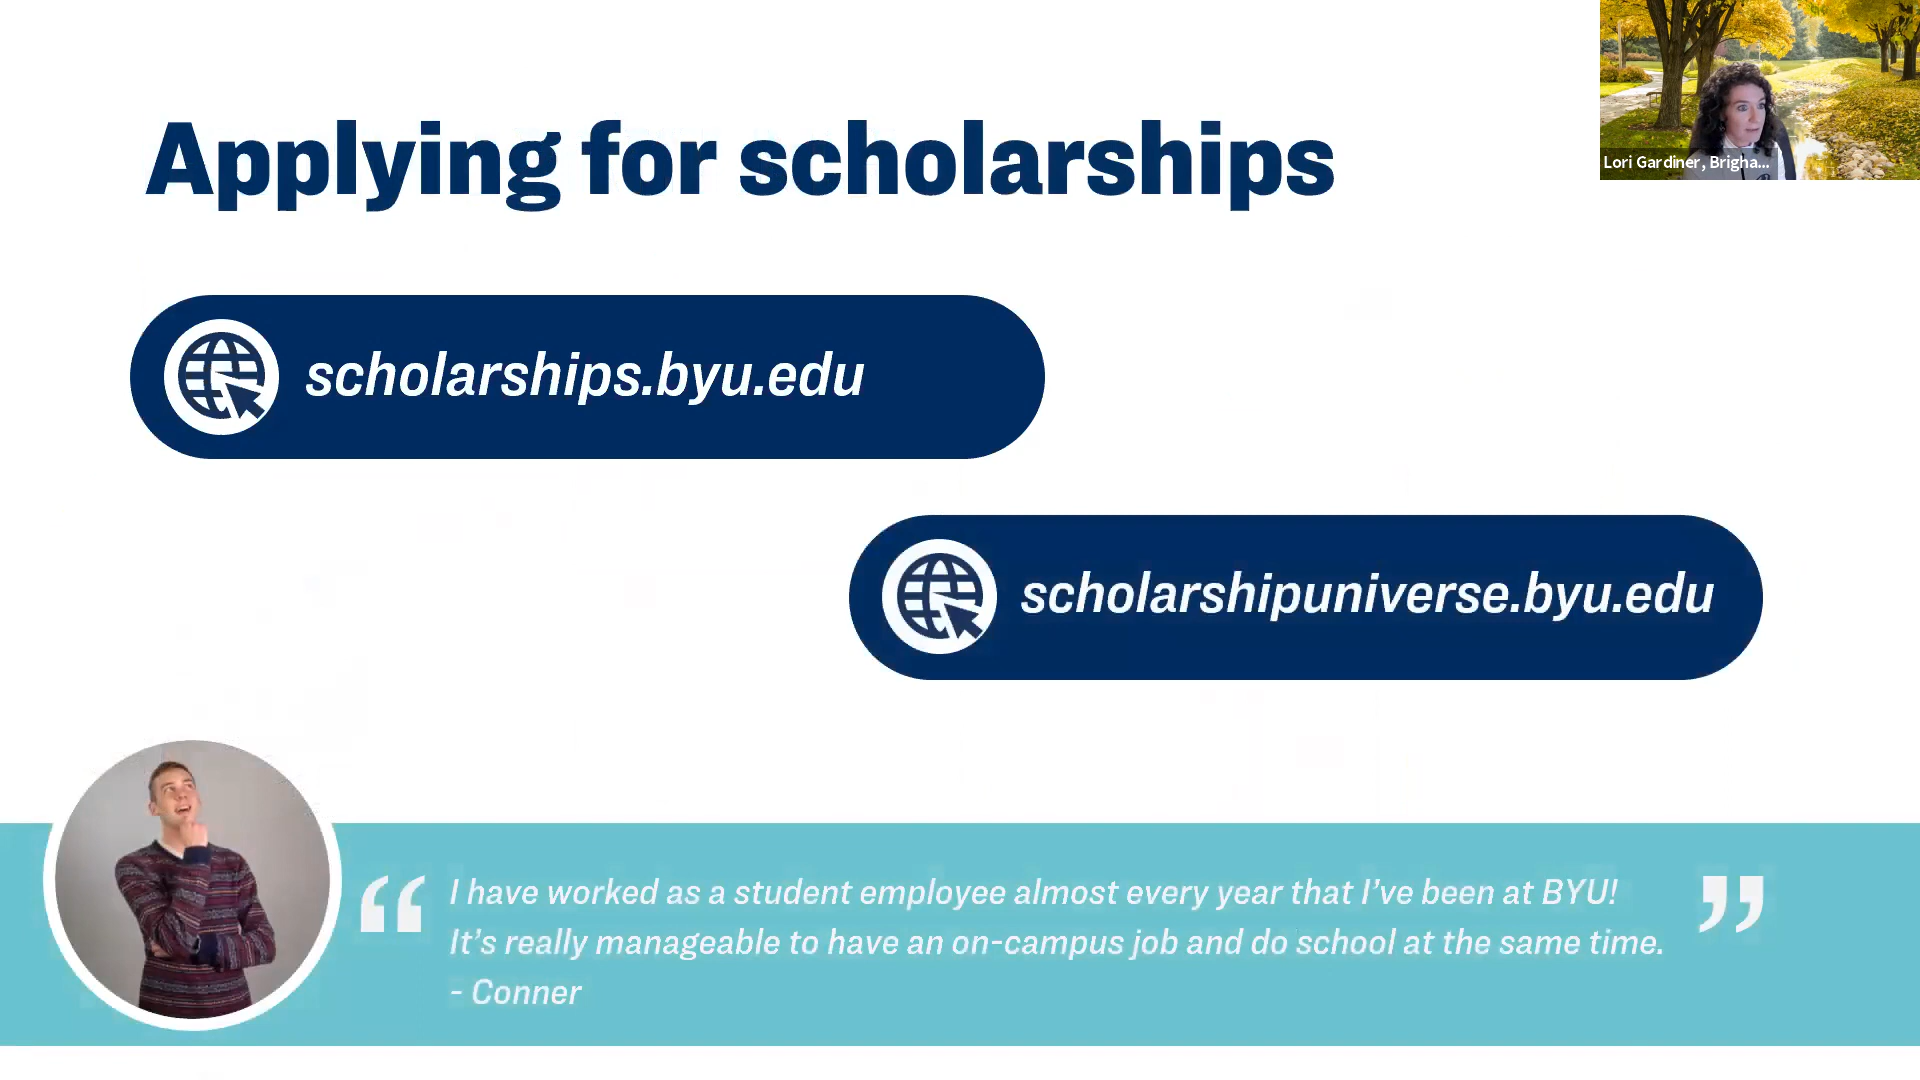 Applying for scholarships
Lori Gardiner, Brigha...
scholarships.byu.edu
scholarshipuniverse.byu.edu
“ I have worked as a student employee almost every year that I’ve been at BYU! ”
It’s really manageable to have an on-campus job and do school at the same time.
- Conner